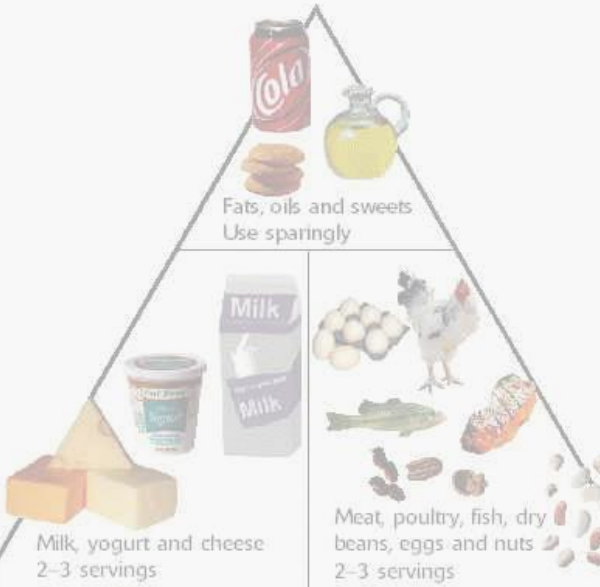 Cola
Fats, oils and sweets
Use sparingly
Milk
Milk
Milk, yogurt and cheese
2–3 servings
Meat, poultry, fish, dry
beans, eggs and nuts
2–3 servings